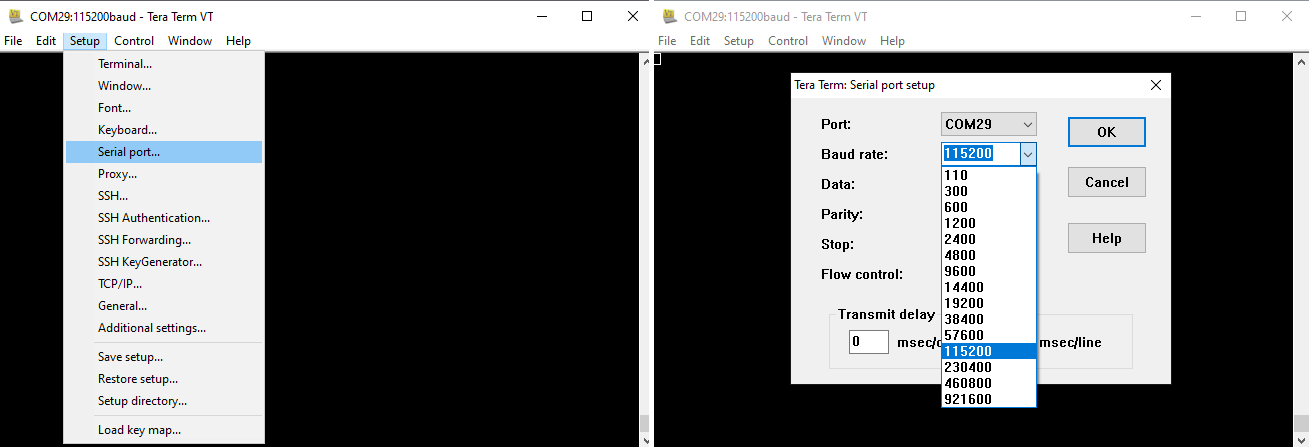 COM29:115200baud - Tera Term VT
File Edit Setup Control Window Help
Terminal...
Window...
Font...
Keyboard...
Serial port...
Proxy...
SSH...
SSH Authentication...
SSH Forwarding...
SSH KeyGenerator...
TCP/IP...
General...
Additional settings...
Save setup...
Restore setup...
Setup directory...
Load key map...
COM29:115200baud - Tera Term VT
File Edit Setup Control Window Help
Tera Term: Serial port setup
Port: COM29 OK
Baud rate: 115200
Data:
Parity:
Stop:
Flow control:
110
300
600
1200
2400
4800
9600
14400
19200
38400
57600
115200
230400
460800
921600
Cancel
Help
Transmit delay
0 msec/line